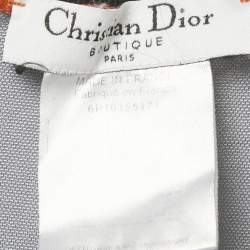 Christian Dior
BOUTIQUE
PARIS
MADE IN FRANCE
Fabriqué en France